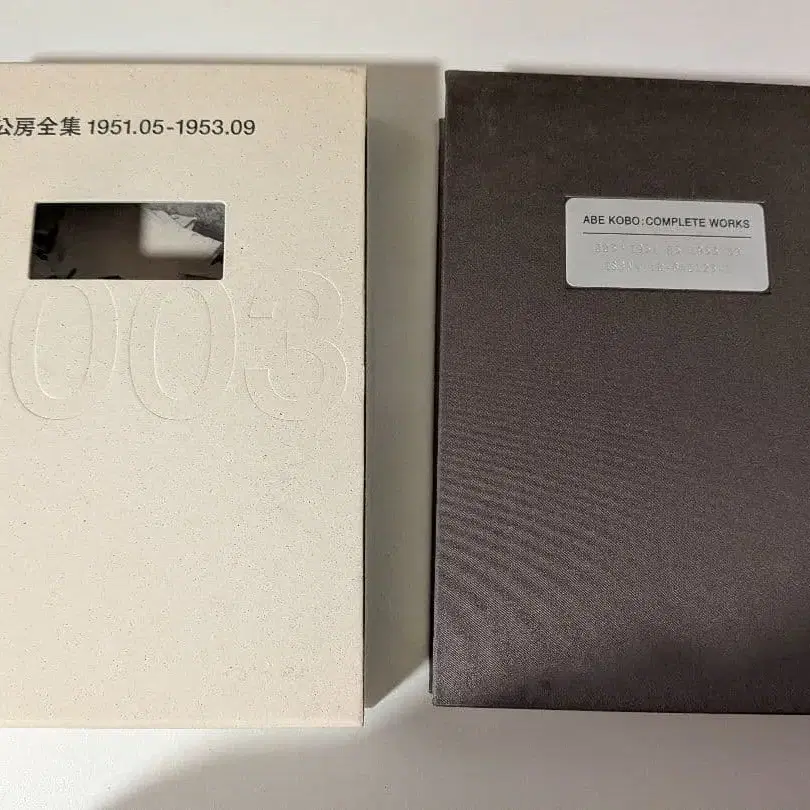 公房全集 1951.05-1953.09
003
ABE KOBO:COMPLETE WORKS